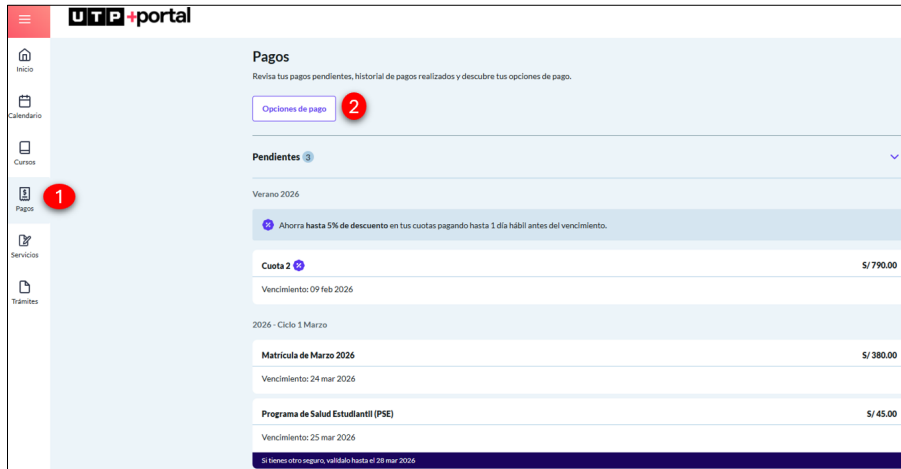 UTP +portal
Inicio
Calendario
Cursos
Pagos
1
Servicios
Trámites
Pagos
Revisa tus pagos pendientes, historial de pagos realizados y descubre tus opciones de pago.
Opciones de pago
2
Pendientes 3
Verano 2026
Ahorra hasta 5% de descuento en tus cuotas pagando hasta 1 día hábil antes del vencimiento.
Cuota 2 S/ 790.00
Vencimiento: 09 feb 2026
2026 - Ciclo 1 Marzo
Matrícula de Marzo 2026 S/ 380.00
Vencimiento: 24 mar 2026
Programa de Salud Estudiantil (PSE) S/ 45.00
Vencimiento: 25 mar 2026
Si tienes otro seguro, valídalo hasta el 28 mar 2026